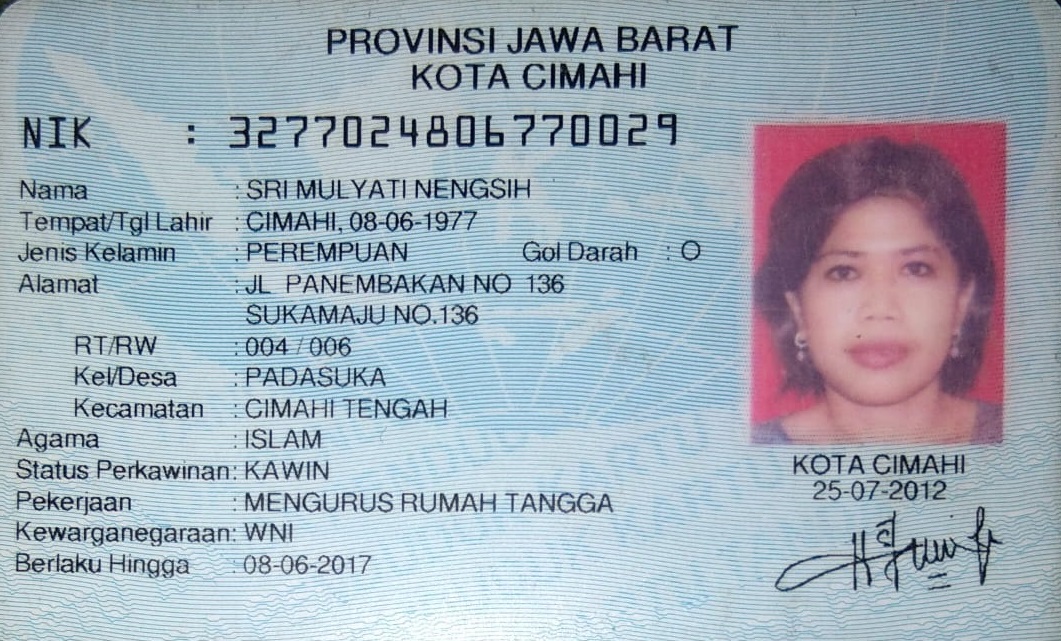 PROVINSI JAWA BARAT
KOTA CIMAHI
NIK : 3277024806770029
Nama : SRI MULYATI NENGSIH
Tempat/Tgl Lahir : CIMAHI, 08-06-1977
Jenis Kelamin : PEREMPUAN Gol Darah : O
Alamat : JL PANEMBAKAN NO 136
SUKAMAJU NO.136
RT/RW : 004 / 006
Kel/Desa : PADASUKA
Kecamatan : CIMAHI TENGAH
Agama : ISLAM
Status Perkawinan: KAWIN
Pekerjaan : MENGURUS RUMAH TANGGA
Kewarganegaraan: WNI
Berlaku Hingga : 08-06-2017
KOTA CIMAHI
25-07-2012